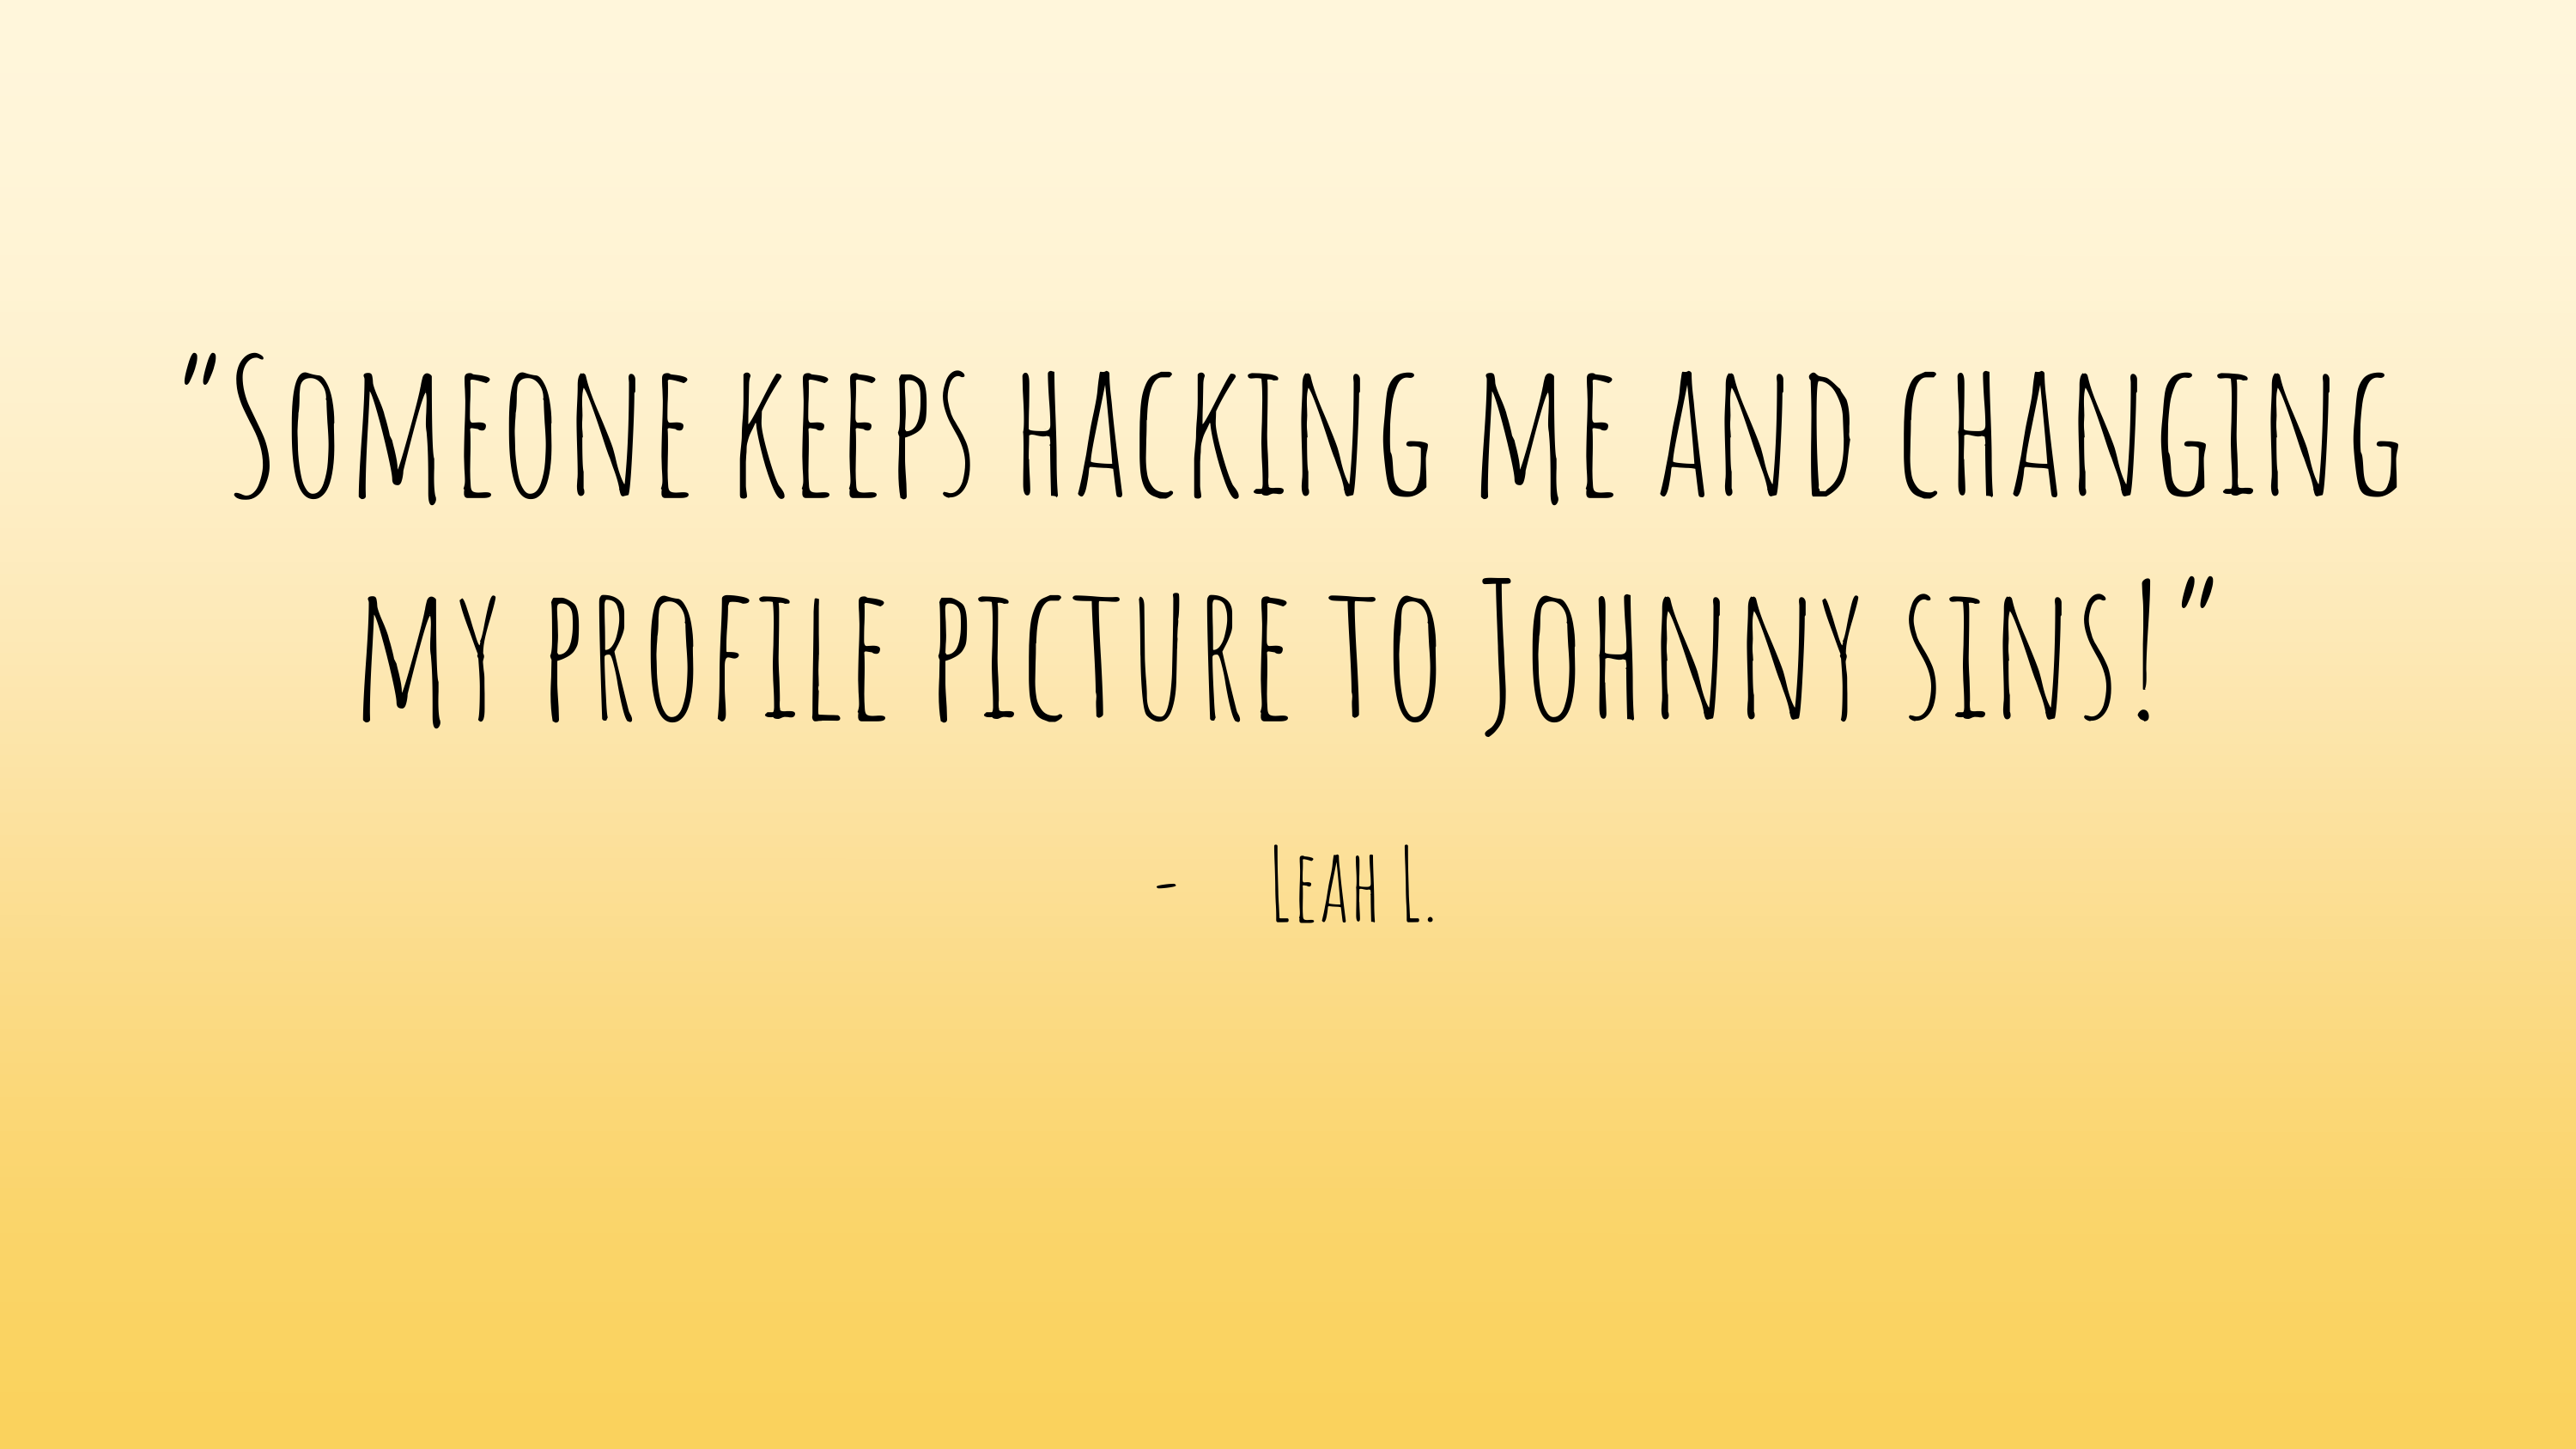 "Someone keeps hacking me and changing
my profile picture to Johnny sins!"
- Leah L.